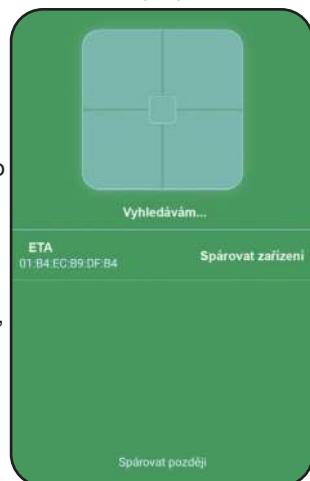 Vyhledávám...
ETA
01:B4:EC:B9:DF:B4
Spárovat zařízení
Spárovat později